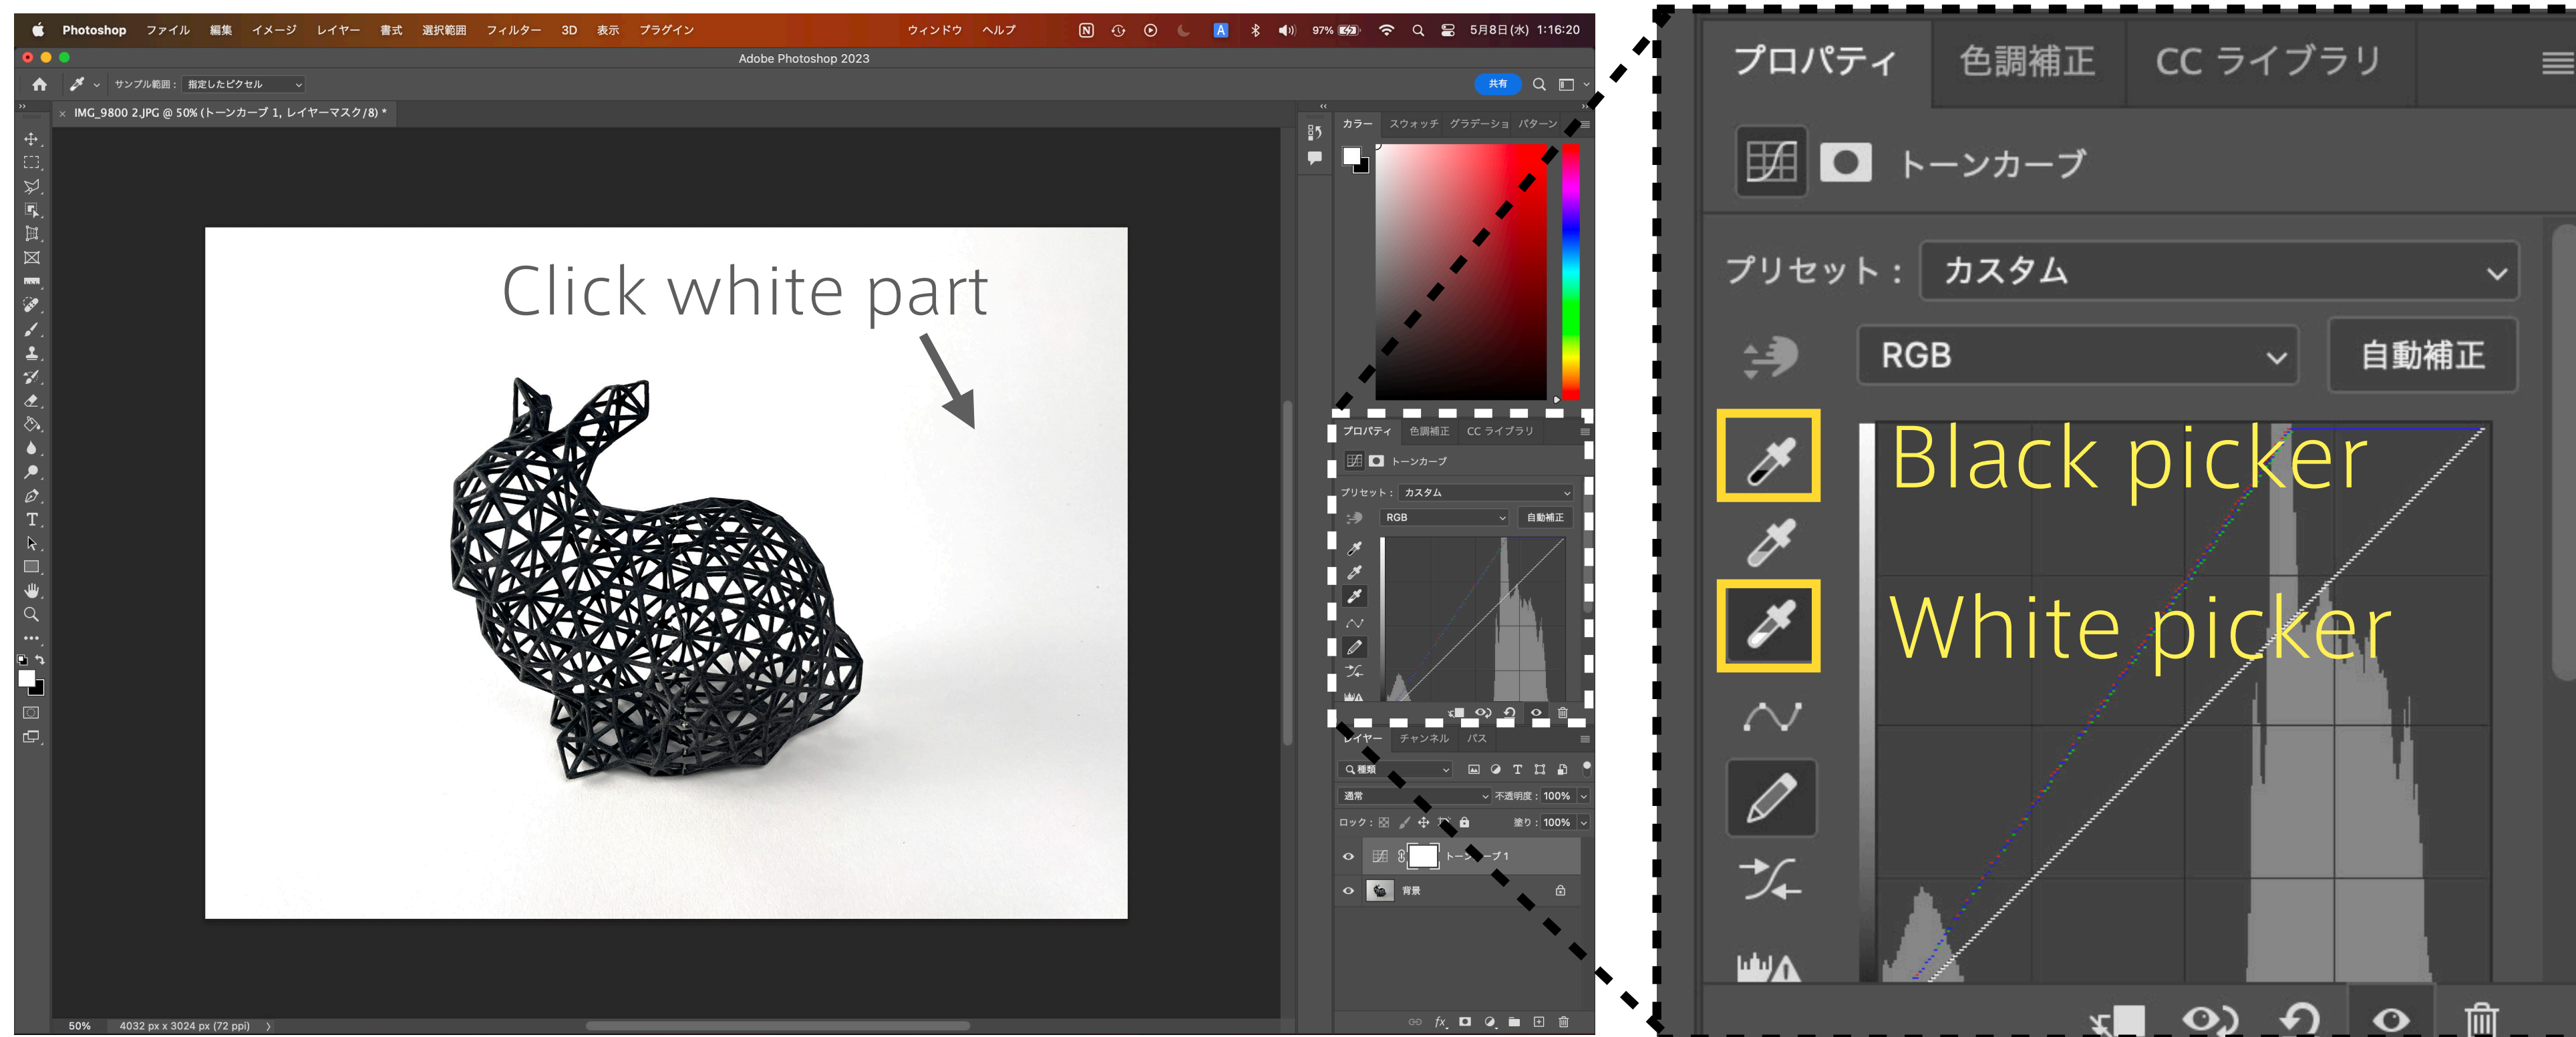 Photoshop ファイル 編集 イメージ レイヤー 書式 選択範囲 フィルター 3D 表示 プラグイン ウィンドウ ヘルプ A 97% 5月8日(水) 1:16:20
Adobe Photoshop 2023
サンプル範囲： 指定したピクセル 共有
× IMG_9800 2.JPG @ 50% (トーンカーブ 1, レイヤーマスク/8) *
カラー スウォッチ グラデーショ パターン
Click white part
プロパティ 色調補正 CC ライブラリ
トーンカーブ
プリセット： カスタム
RGB 自動補正
レイヤー チャンネル パス
種類
通常 不透明度： 100%
ロック： 塗り： 100%
トーンカーブ 1
背景
fx
50% 4032 px x 3024 px (72 ppi)
プロパティ 色調補正 CC ライブラリ
トーンカーブ
プリセット： カスタム
RGB 自動補正
Black picker
White picker